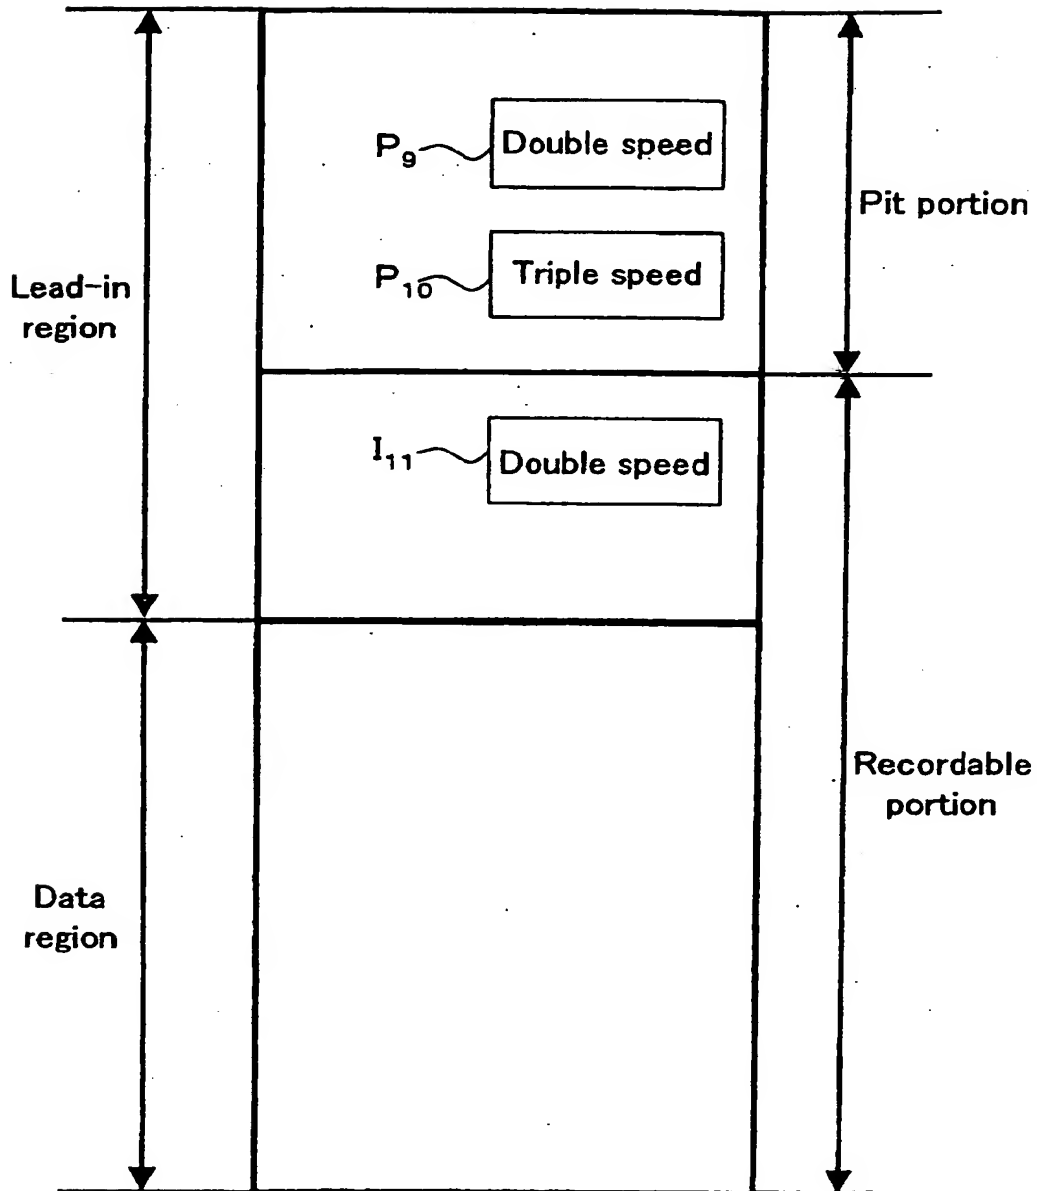 P9 Double speed
Pit portion
P10 Triple speed
Lead-in
region
I11 Double speed
Recordable
portion
Data
region